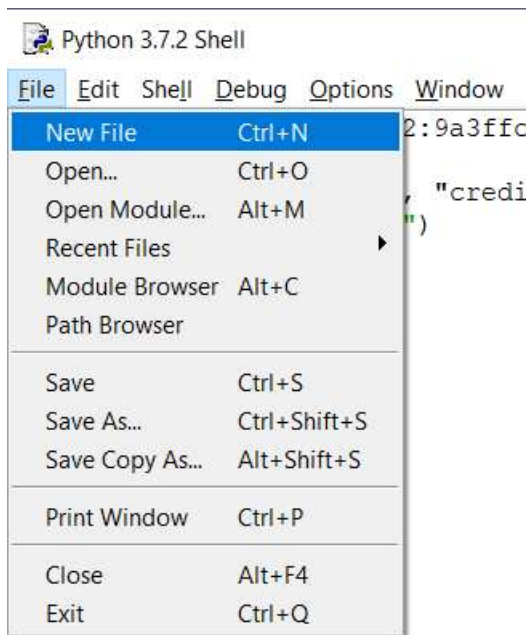 Python 3.7.2 Shell
File Edit Shell Debug Options Window
New File Ctrl+N
2:9a3ffc
Open... Ctrl+O
Open Module... Alt+M
, "credi
Recent Files
")
Module Browser Alt+C
Path Browser
Save Ctrl+S
Save As... Ctrl+Shift+S
Save Copy As... Alt+Shift+S
Print Window Ctrl+P
Close Alt+F4
Exit Ctrl+Q